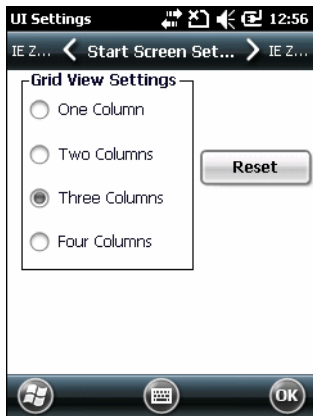 UI Settings 12:56
IE Z... Start Screen Set... IE Z...
Grid View Settings
One Column
Two Columns
Reset
Three Columns
Four Columns
OK